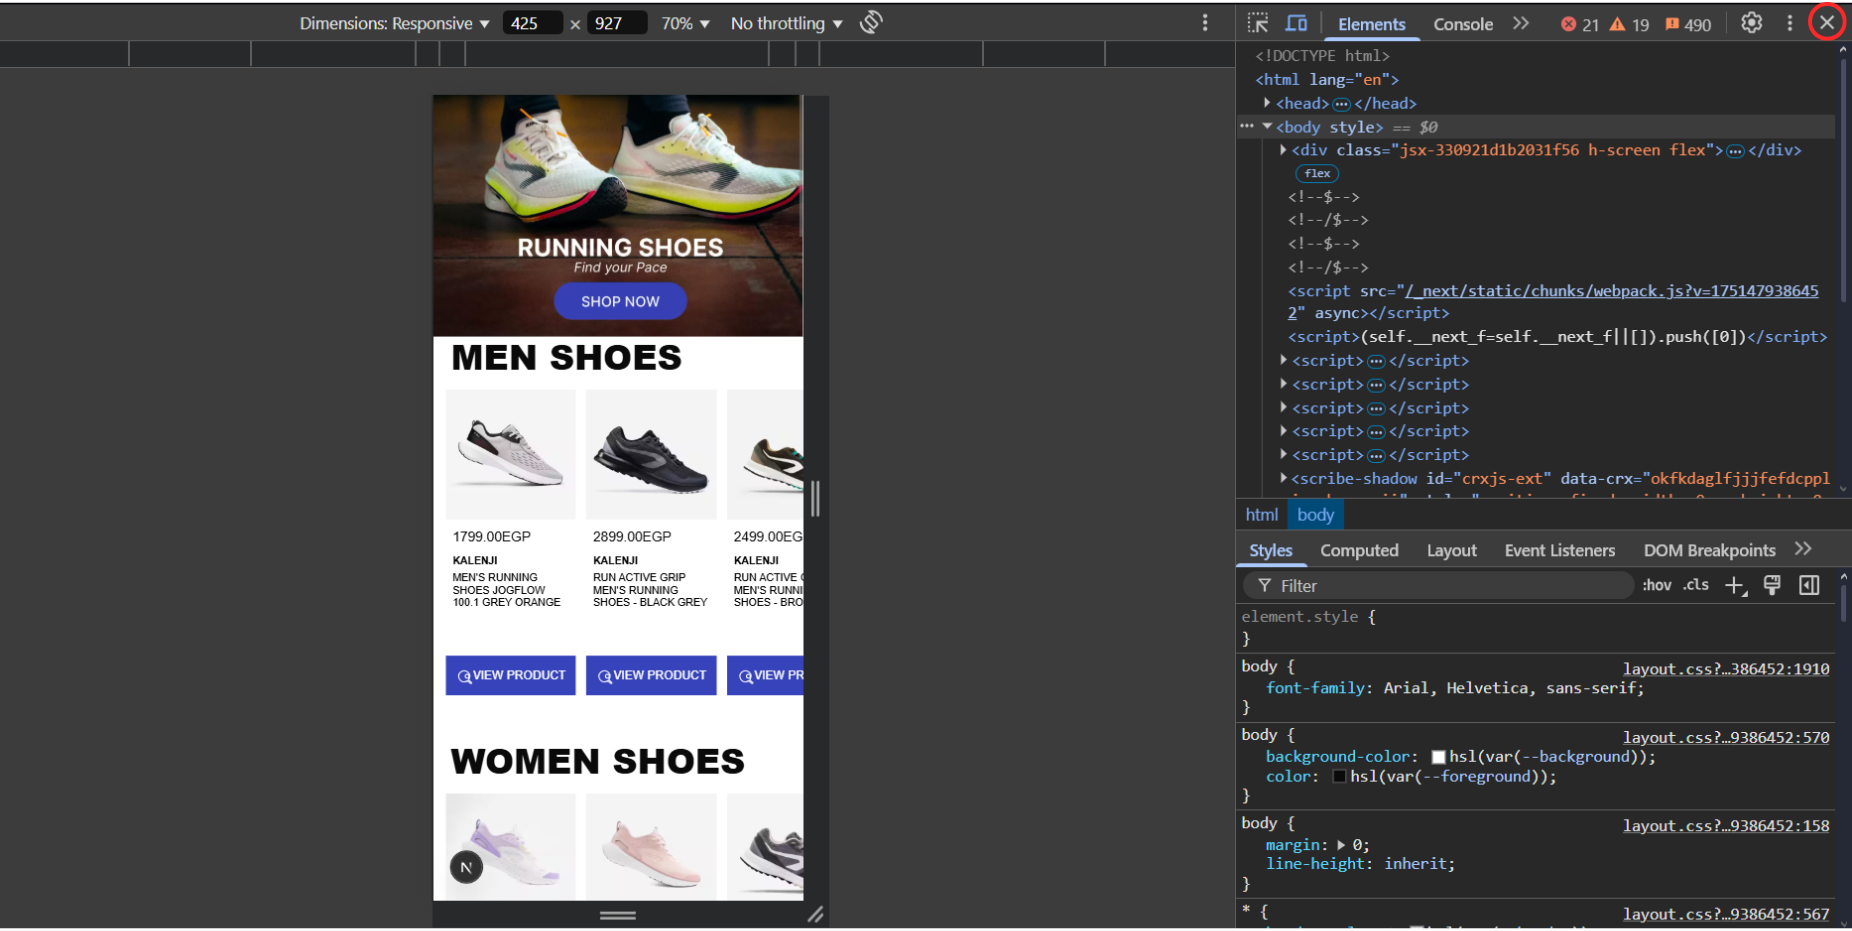 Dimensions: Responsive ▼ 425 × 927 70% ▼ No throttling ▼
Elements Console 21 19 490
RUNNING SHOES
Find your Pace
SHOP NOW
MEN SHOES
1799.00EGP 2899.00EGP 2499.00EG
KALENJI KALENJI KALENJI
MEN'S RUNNING RUN ACTIVE GRIP RUN ACTIVE
SHOES JOGFLOW MEN'S RUNNING MEN'S RUNNI
100.1 GREY ORANGE SHOES - BLACK GREY SHOES - BRO
VIEW PRODUCT VIEW PRODUCT VIEW PR
WOMEN SHOES
N
<!DOCTYPE html>
<html lang="en">
<head>⋯</head>
<body style> == $0
<div class="jsx-330921d1b2031f56 h-screen flex">⋯</div>
flex
<!--$-->
<!--/$-->
<!--$-->
<!--/$-->
<script src="/_next/static/chunks/webpack.js?v=175147938645
2" async></script>
<script>(self.__next_f=self.__next_f||[]).push([0])</script>
<script>⋯</script>
<script>⋯</script>
<script>⋯</script>
<script>⋯</script>
<script>⋯</script>
<scribe-shadow id="crxjs-ext" data-crx="okfkdaglfjjjfefdcppl
html body
Styles Computed Layout Event Listeners DOM Breakpoints
Filter :hov .cls
element.style {
}
body { layout.css?…386452:1910
font-family: Arial, Helvetica, sans-serif;
}
body { layout.css?…9386452:570
background-color: hsl(var(--background));
color: hsl(var(--foreground));
}
body { layout.css?…9386452:158
margin: ▶ 0;
line-height: inherit;
}
* { layout.css?…9386452:567